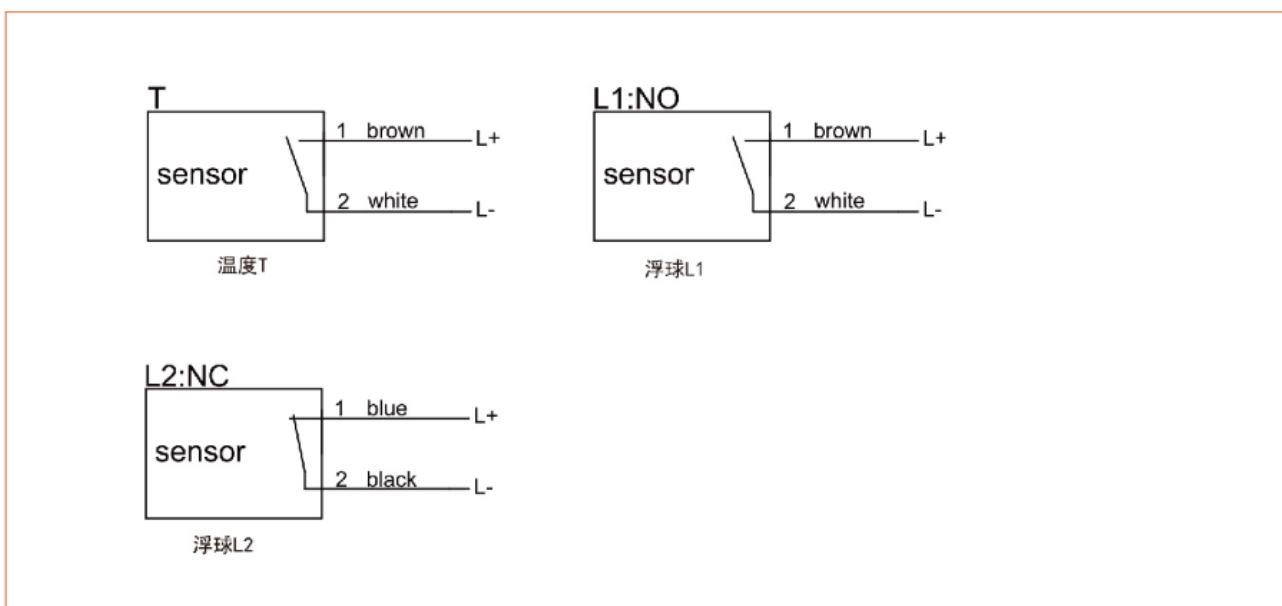 T
sensor
1 brown L+
2 white L-
温度T
L1:NO
sensor
1 brown L+
2 white L-
浮球L1
L2:NC
sensor
1 blue L+
2 black L-
浮球L2